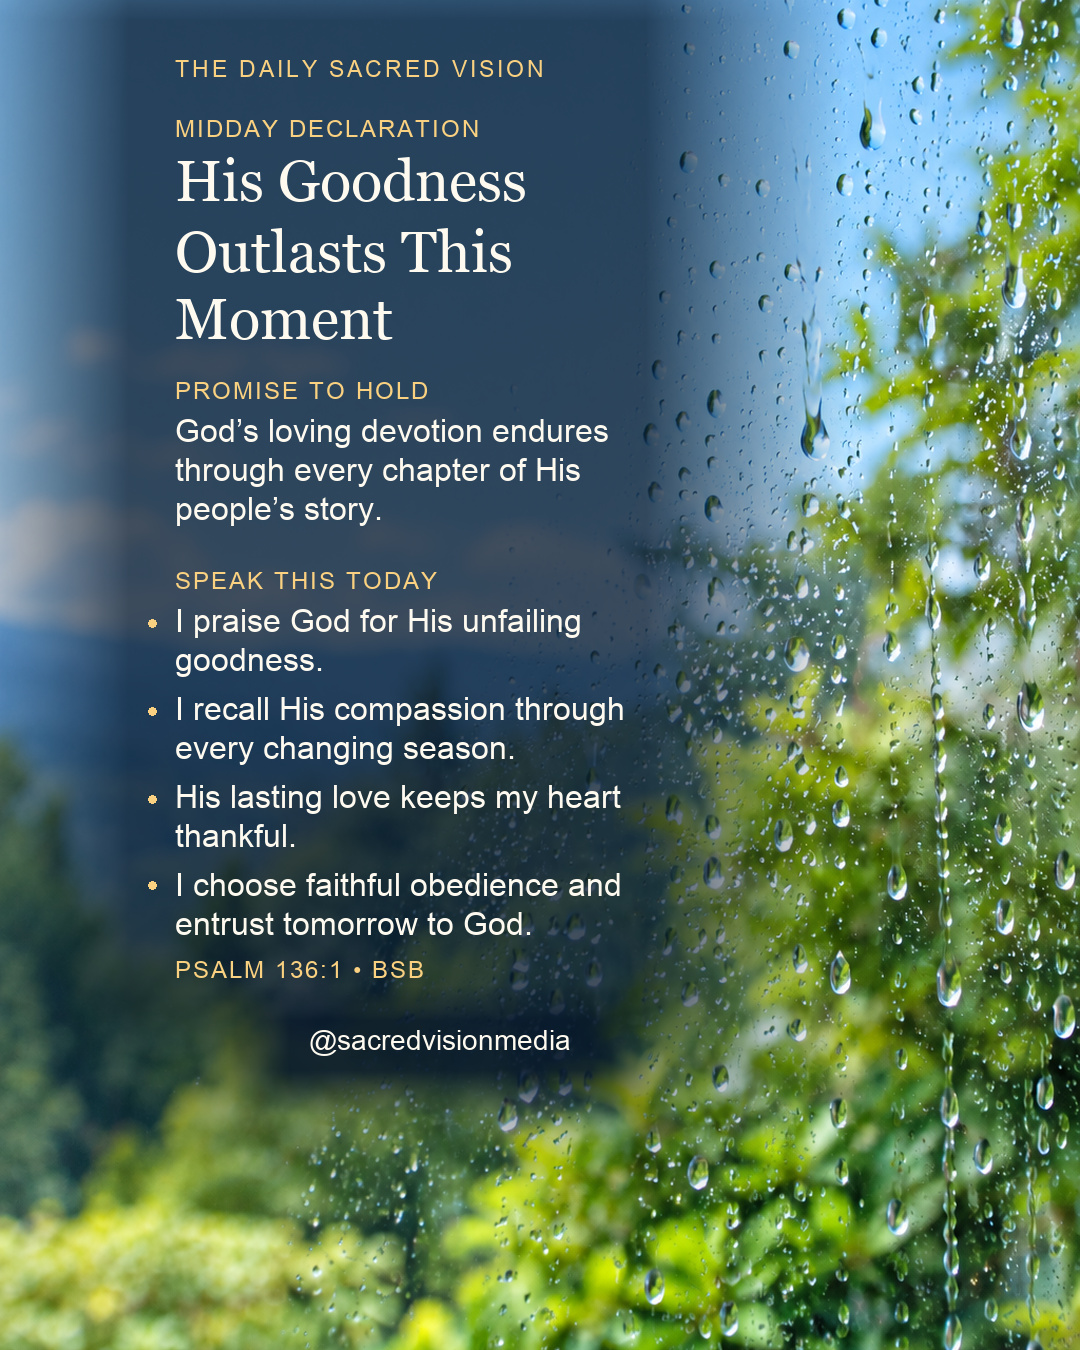 THE DAILY SACRED VISION
MIDDAY DECLARATION
His Goodness
Outlasts This
Moment
PROMISE TO HOLD
God’s loving devotion endures
through every chapter of His
people’s story.
SPEAK THIS TODAY
• I praise God for His unfailing
goodness.
• I recall His compassion through
every changing season.
• His lasting love keeps my heart
thankful.
• I choose faithful obedience and
entrust tomorrow to God.
PSALM 136:1 • BSB
@sacredvisionmedia